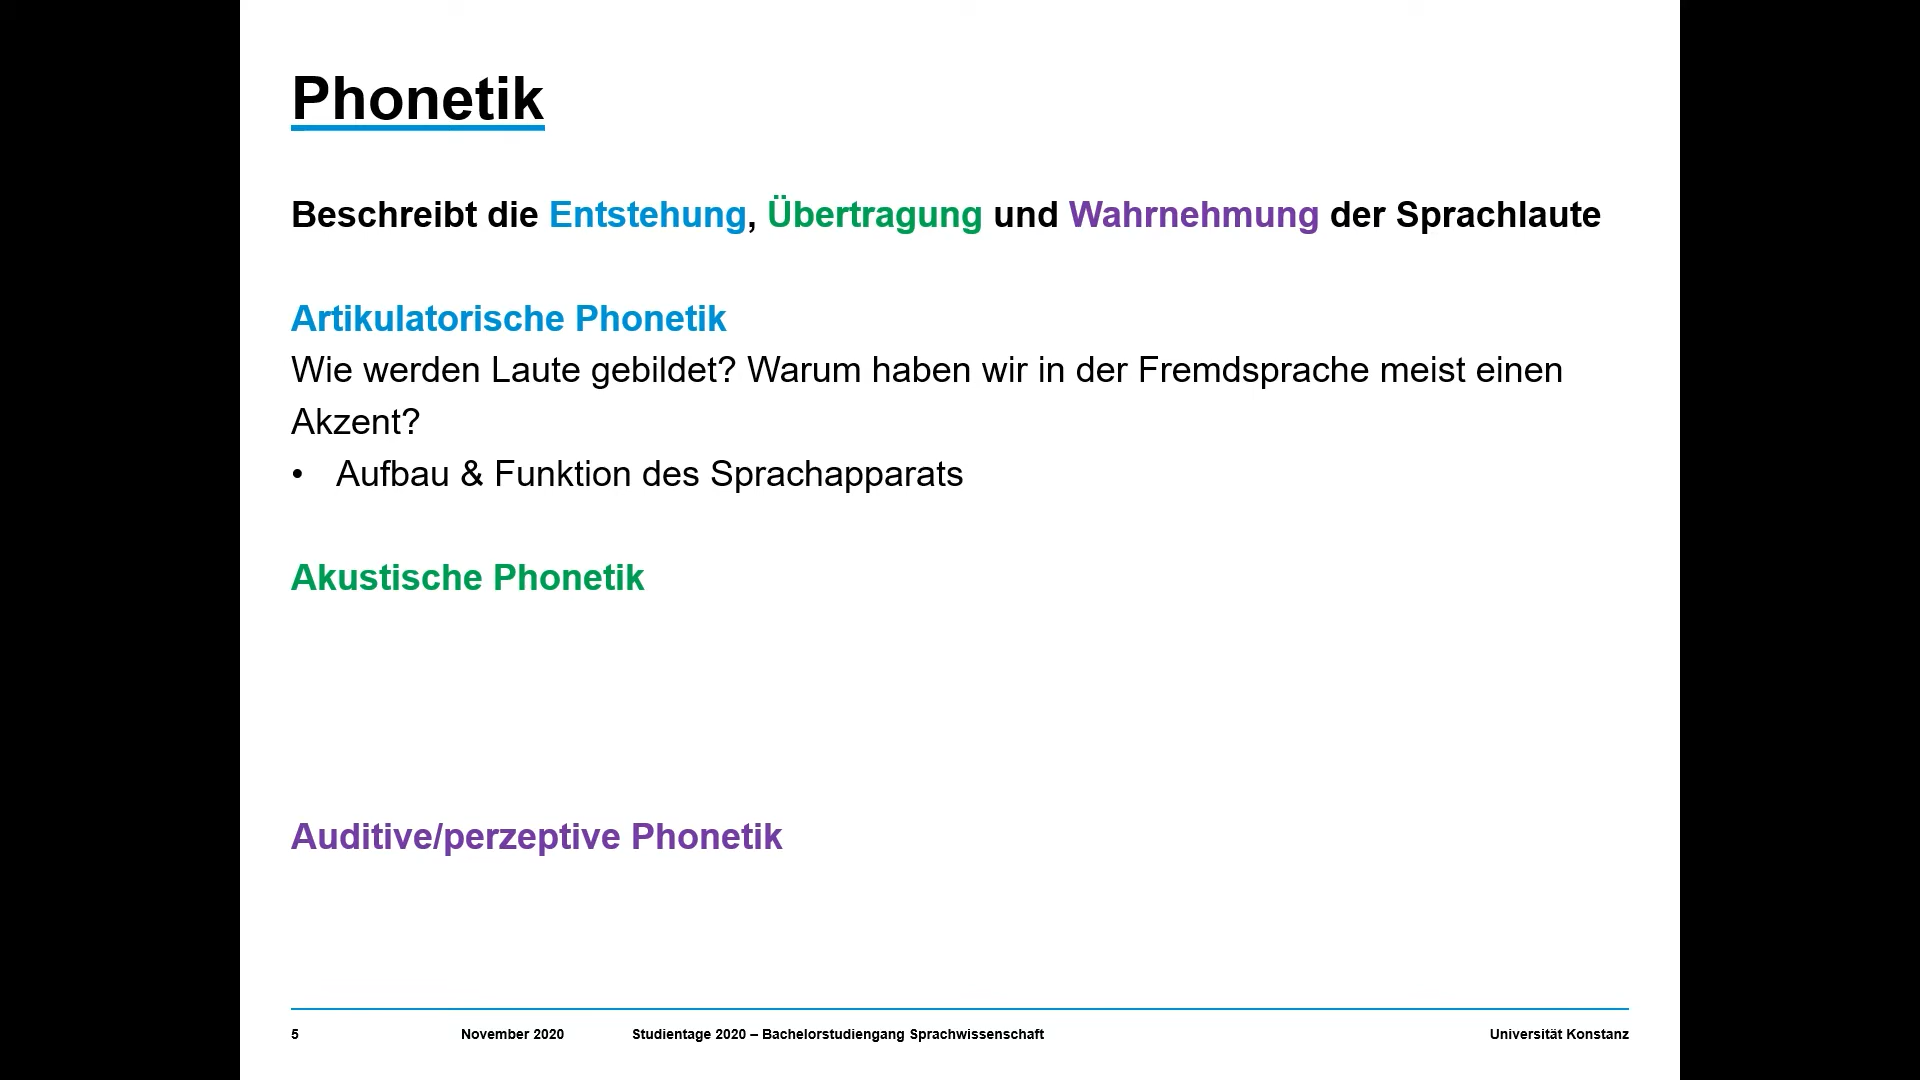 Phonetik
Beschreibt die Entstehung, Übertragung und Wahrnehmung der Sprachlaute
Artikulatorische Phonetik
Wie werden Laute gebildet? Warum haben wir in der Fremdsprache meist einen
Akzent?
• Aufbau & Funktion des Sprachapparats
Akustische Phonetik
Auditive/perzeptive Phonetik
5 November 2020 Studientage 2020 – Bachelorstudiengang Sprachwissenschaft Universität Konstanz